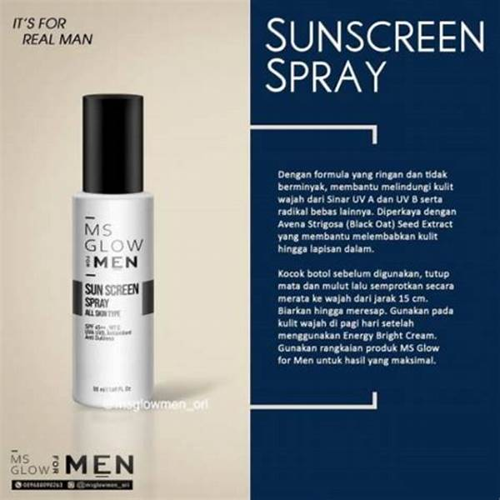 IT'S FOR
REAL MAN
SUNSCREEN
SPRAY
MS
GLOW
FOR MEN
SUN SCREEN
SPRAY
ALL SKIN TYPE
Anti Dullness
@msglowmen_ori
Dengan formula yang ringan dan tidak
berminyak, membantu melindungi kulit
wajah dari Sinar UV A dan UV B serta
radikal bebas lainnya. Diperkaya dengan
Avena Strigosa (Black Oat) Seed Extract
yang membantu melembabkan kulit
hingga lapisan dalam.
Kocok botol sebelum digunakan, tutup
mata dan mulut lalu semprotkan secara
merata ke wajah dari jarak 15 cm.
Biarkan hingga meresap. Gunakan pada
kulit wajah di pagi hari setelah
menggunakan Energy Bright Cream.
Gunakan rangkaian produk MS Glow
for Men untuk hasil yang maksimal.
MS
GLOW FOR MEN
@msglowmen_ori